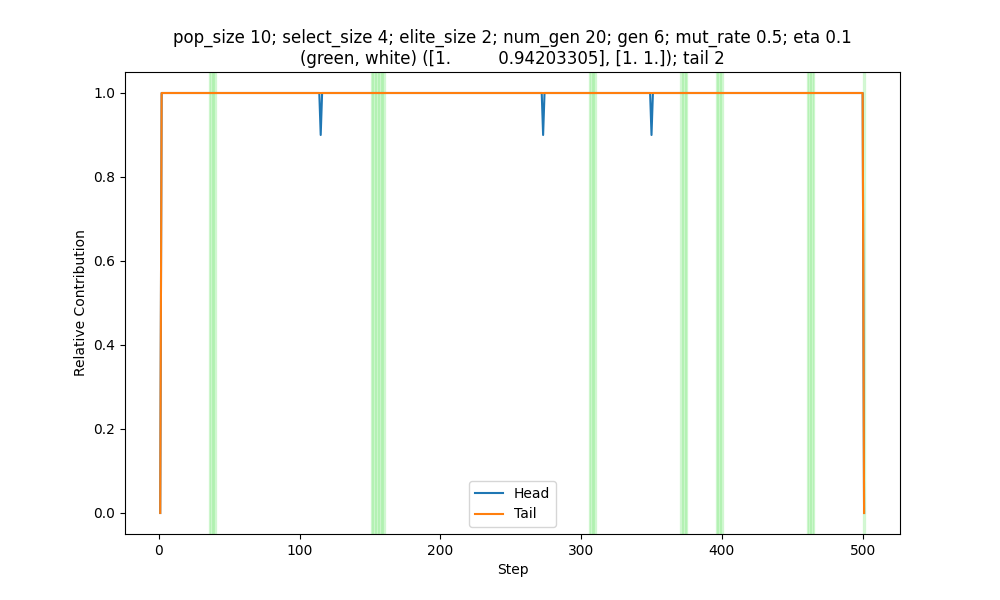 pop_size 10; select_size 4; elite_size 2; num_gen 20; gen 6; mut_rate 0.5; eta 0.1
(green, white) ([1.         0.94203305], [1. 1.]); tail 2
1.0
0.8
0.6
0.4
0.2
0.0
Relative Contribution
Head
Tail
0
100
200
300
400
500
Step